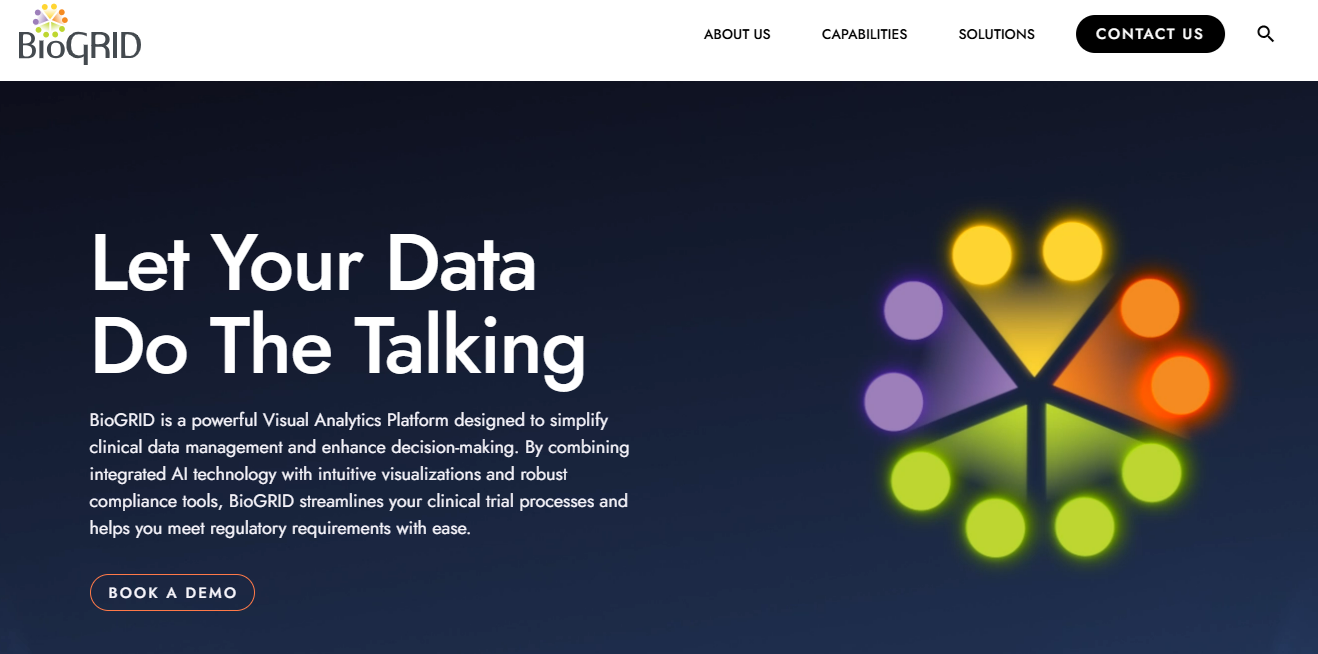 BioGRID
ABOUT US
CAPABILITIES
SOLUTIONS
CONTACT US
Let Your Data
Do The Talking
BioGRID is a powerful Visual Analytics Platform designed to simplify
clinical data management and enhance decision-making. By combining
integrated AI technology with intuitive visualizations and robust
compliance tools, BioGRID streamlines your clinical trial processes and
helps you meet regulatory requirements with ease.
BOOK A DEMO